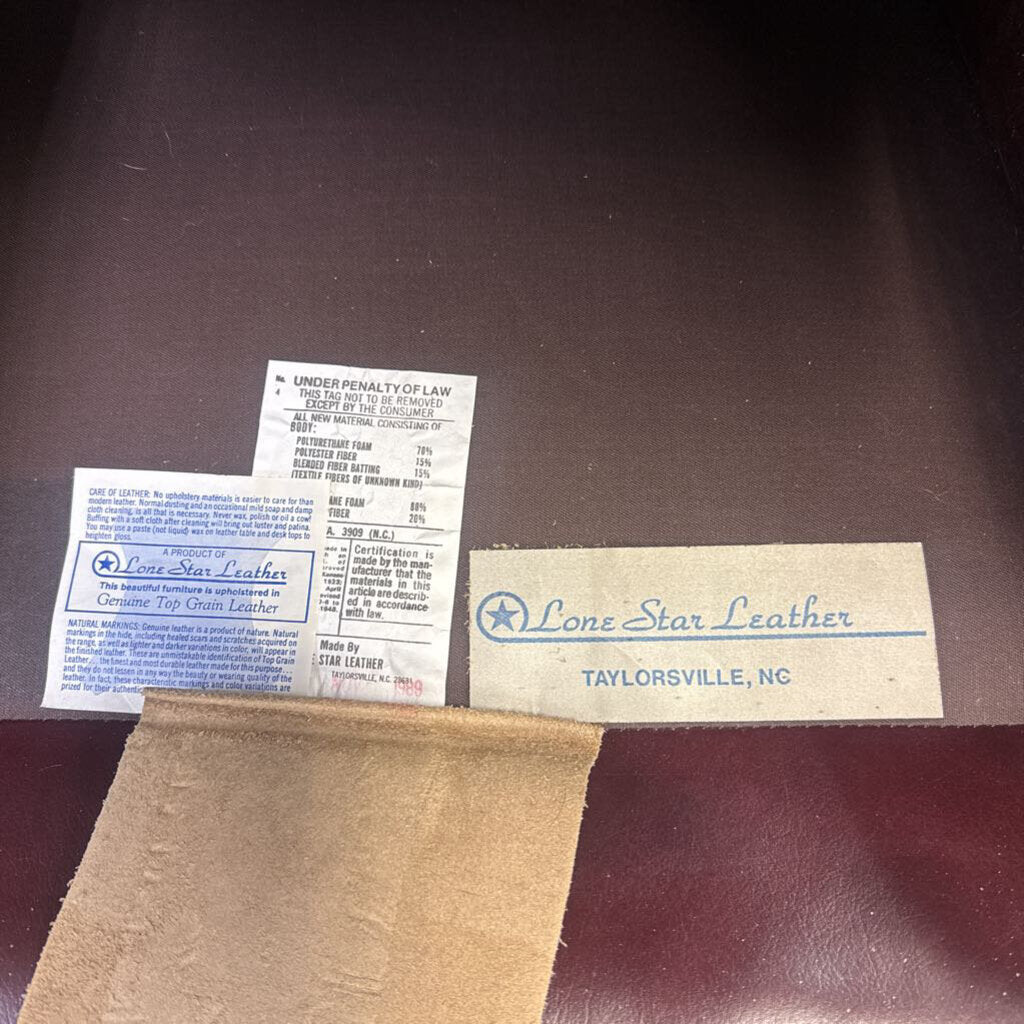 No. UNDER PENALTY OF LAW
4 THIS TAG NOT TO BE REMOVED
EXCEPT BY THE CONSUMER
ALL NEW MATERIAL CONSISTING OF
BODY:
POLYURETHANE FOAM 70%
POLYESTER FIBER 15%
BLENDED FIBER BATTING 15%
(TEXTILE FIBERS OF UNKNOWN KIND)
ANE FOAM 80%
FIBER 20%
A. 3909 (N.C.)
Certification is
made by the man-
ufacturer that the
materials in this
article are describ-
ed in accordance
with law.
Made By
STAR LEATHER
TAYLORSVILLE, N.C. 28681
1989
CARE OF LEATHER: No upholstery materials is easier to care for than
modern leather. Normal dusting and an occasional mild soap and damp
cloth cleaning, is all that is necessary. Never wax, polish or oil a cowl
Buffing with a soft cloth after cleaning will bring out luster and patina.
You may use a paste (not liquid) wax on leather table and desk tops to
heighten gloss.
A PRODUCT OF
Lone Star Leather
This beautiful furniture is upholstered in
Genuine Top Grain Leather
NATURAL MARKINGS: Genuine leather is a product of nature. Natural
markings in the hide, including healed scars and scratches acquired on
the range, as well as lighter and darker variations in color, will appear in
the finished leather. These are unmistakable identification of Top Grain
Leather... the finest and most durable leather made for this purpose...
and they do not lessen in any way the beauty or wearing quality of the
leather. In fact, these characteristic markings and color variations are
prized for their
Lone Star Leather
TAYLORSVILLE, NC